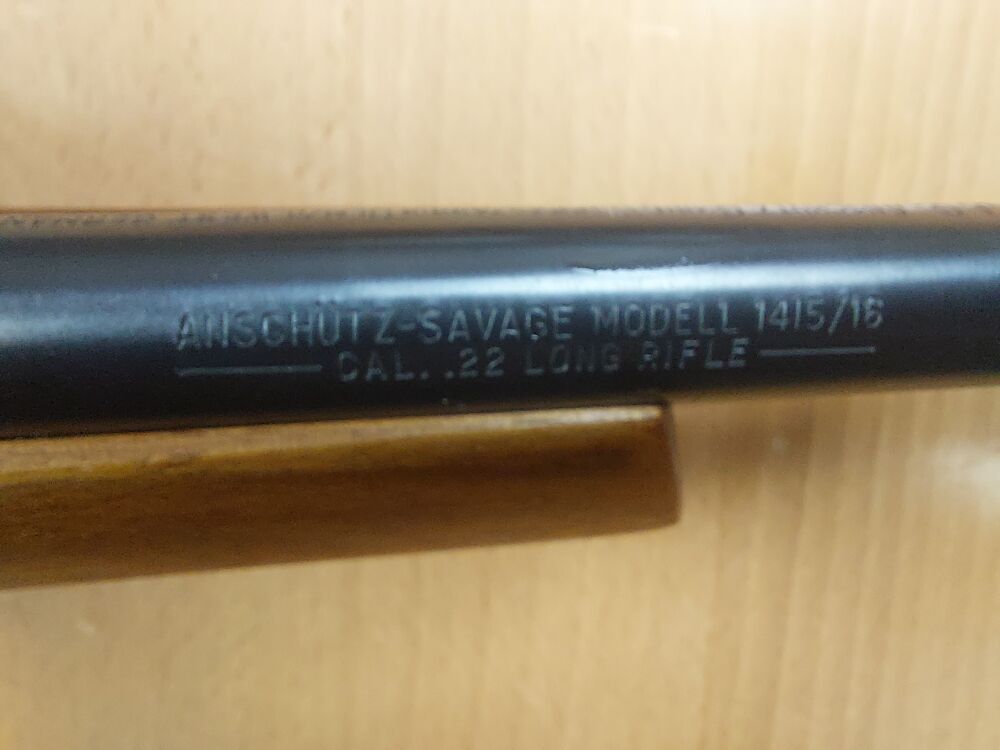 ANSCHÜTZ-SAVAGE MODELL 1415/16
CAL. .22 LONG RIFLE